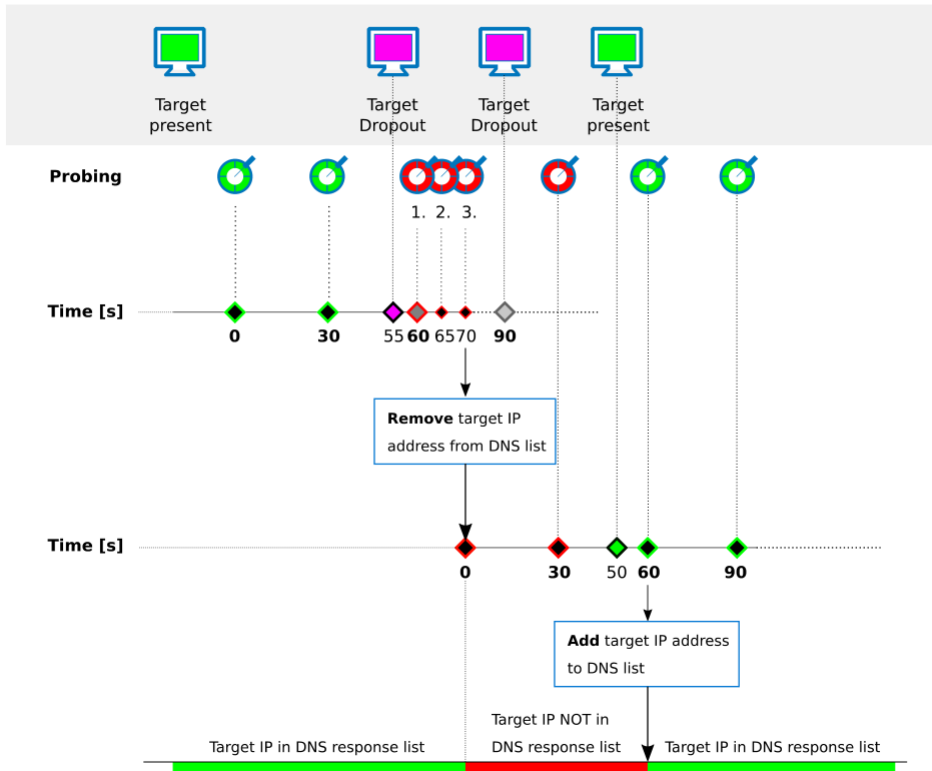 Target
present
Target
Dropout
Target
Dropout
Target
present
Probing
1. 2. 3.
Time [s]
0 30 55 60 65 70 90
Remove target IP
address from DNS list
Time [s]
0 30 50 60 90
Add target IP address
to DNS list
Target IP in DNS response list
Target IP NOT in
DNS response list
Target IP in DNS response list